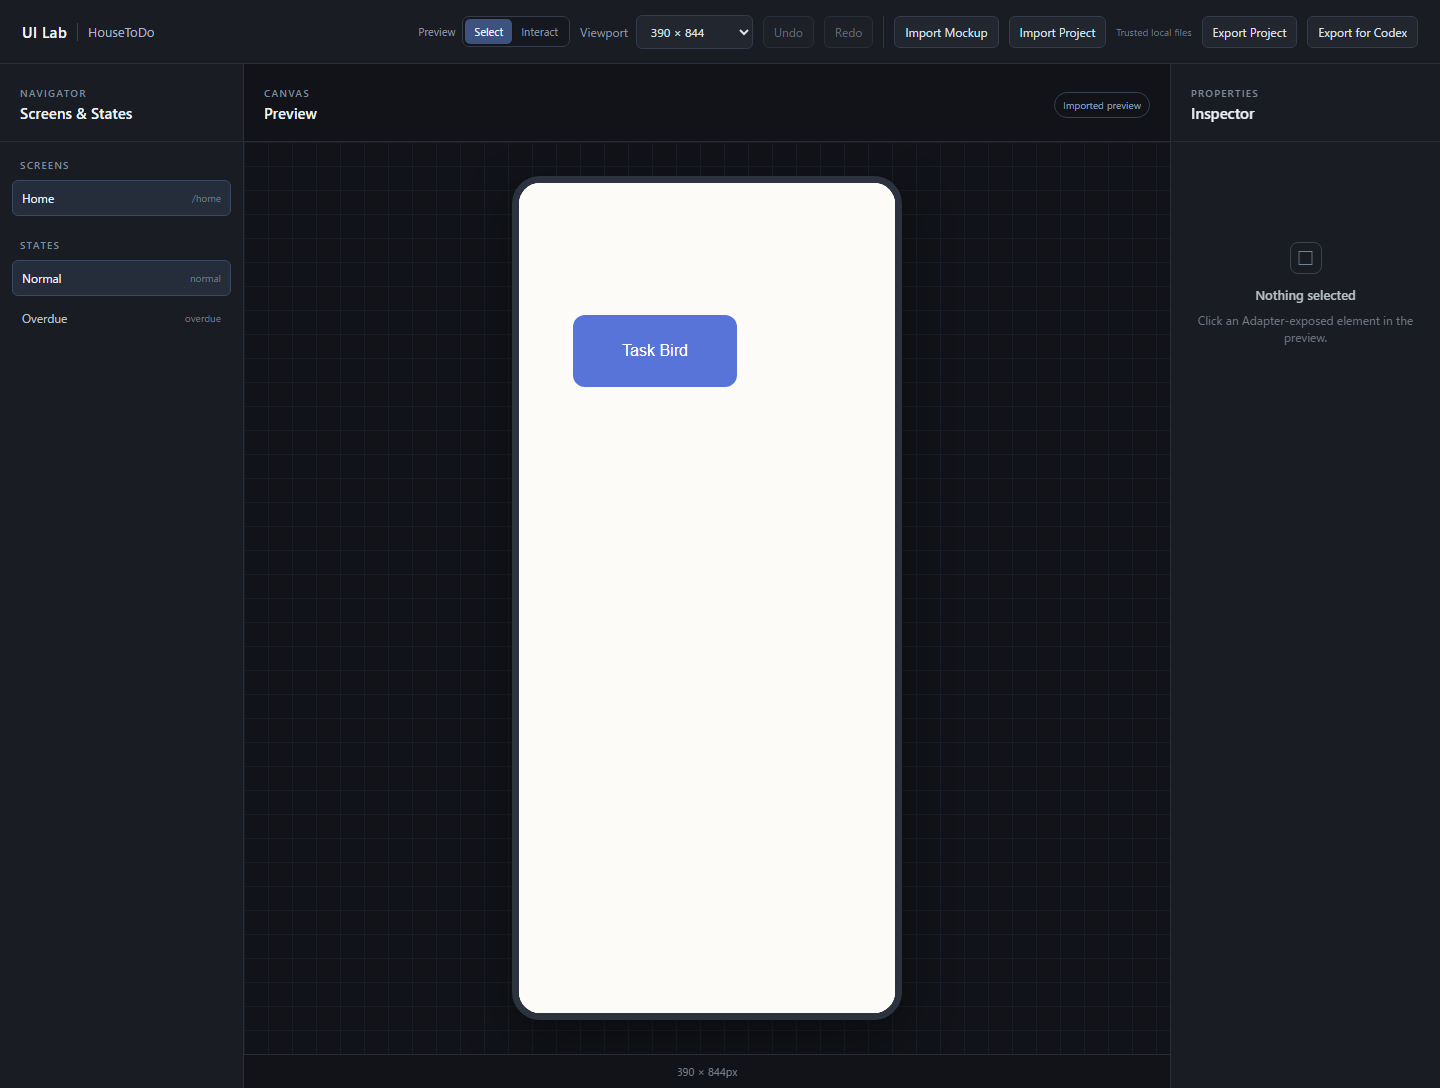 UI Lab HouseToDo
Preview Select Interact Viewport 390 × 844 Undo Redo Import Mockup Import Project Trusted local files Export Project Export for Codex
NAVIGATOR
Screens & States
SCREENS
Home /home
STATES
Normal normal
Overdue overdue
CANVAS
Preview
Imported preview
Task Bird
390 × 844px
PROPERTIES
Inspector
Nothing selected
Click an Adapter-exposed element in the
preview.